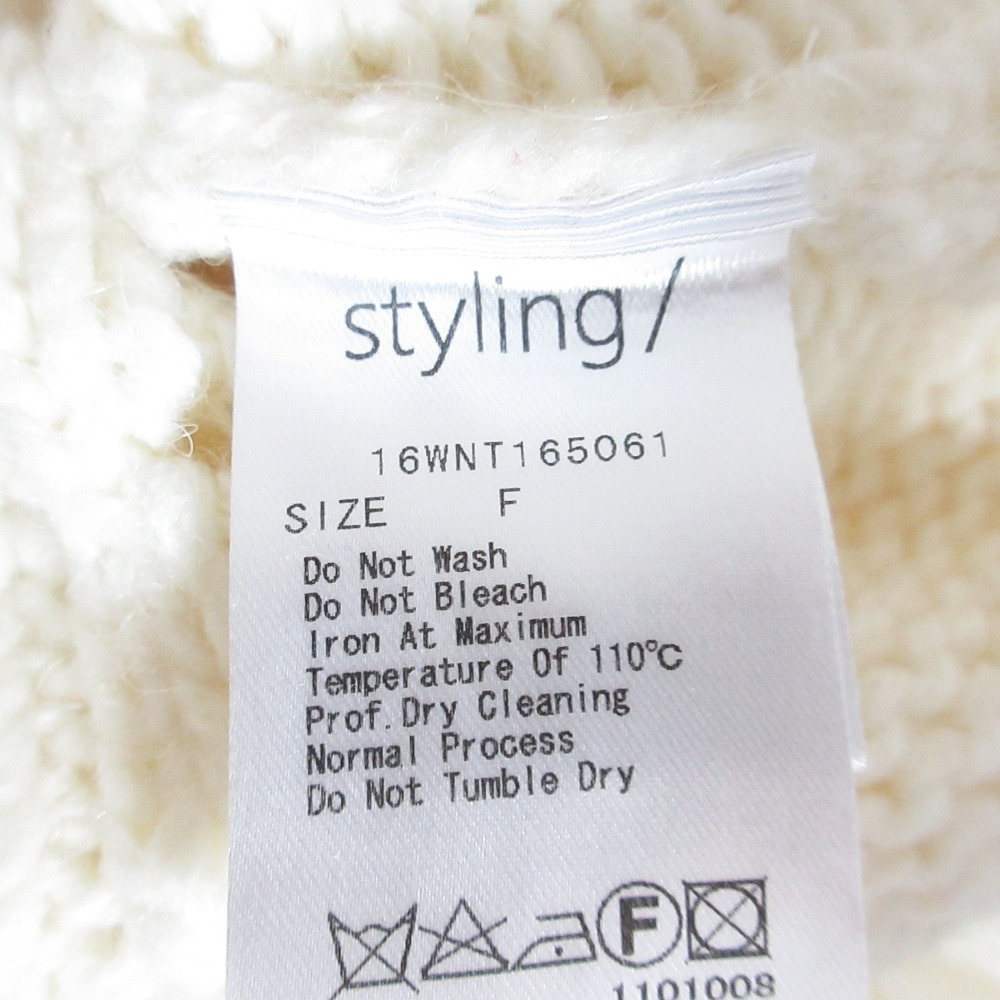 styling/
16WNT165061
SIZE F
Do Not Wash
Do Not Bleach
Iron At Maximum
Temperature Of 110℃
Prof.Dry Cleaning
Normal Process
Do Not Tumble Dry
F
1101008